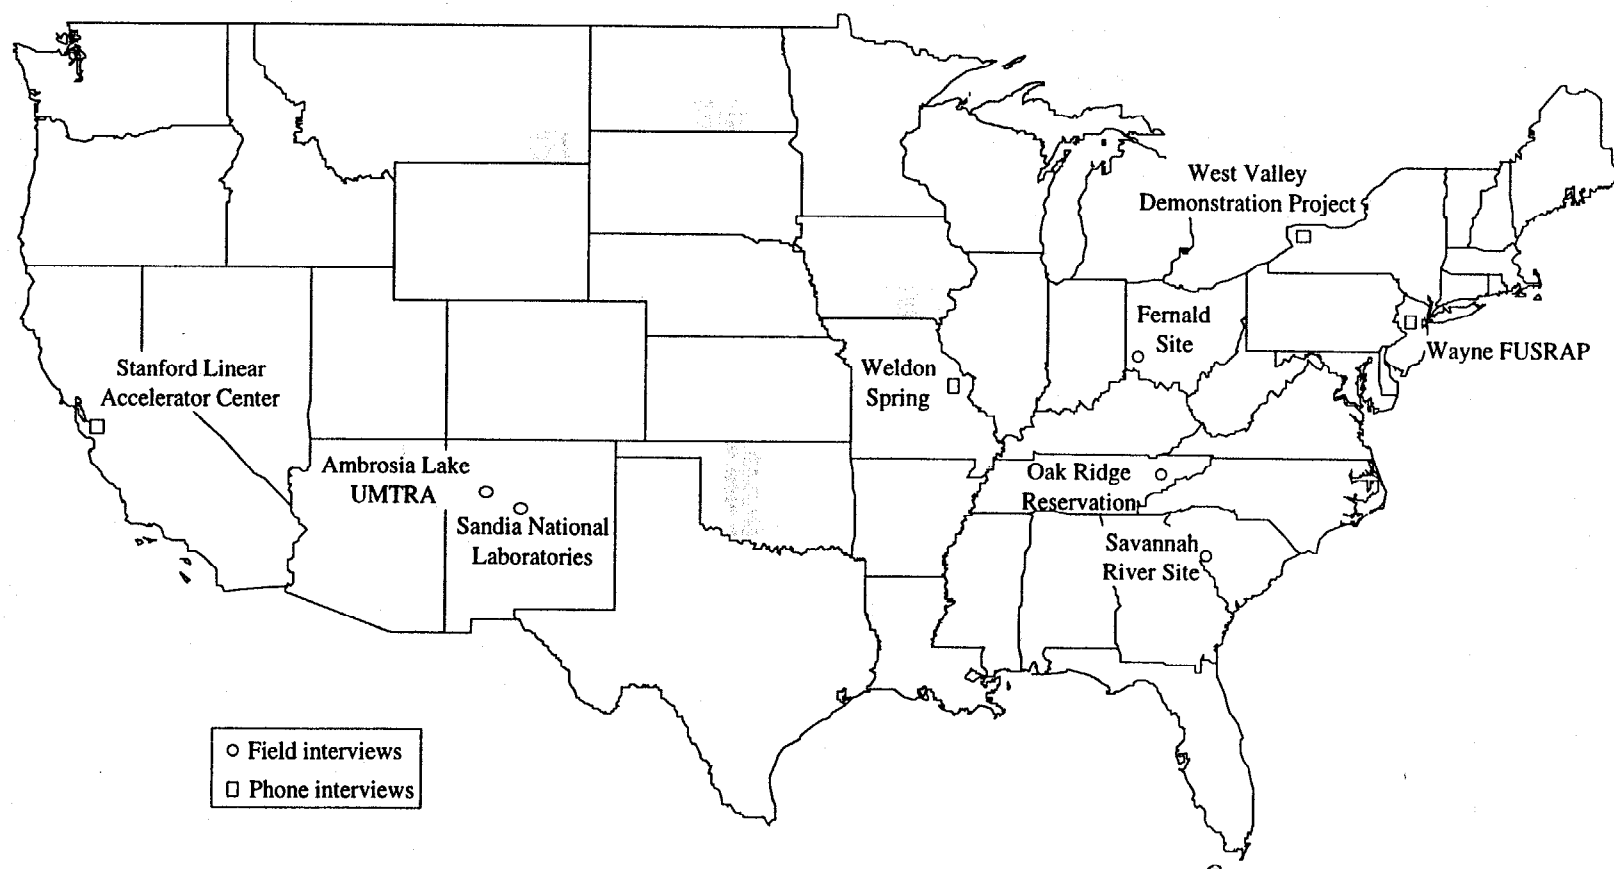 West Valley
Demonstration Project
Fernald
Site
Wayne FUSRAP
Stanford Linear
Accelerator Center
Weldon
Spring
Ambrosia Lake
UMTRA
Sandia National
Laboratories
Oak Ridge
Reservation
Savannah
River Site
Field interviews
Phone interviews